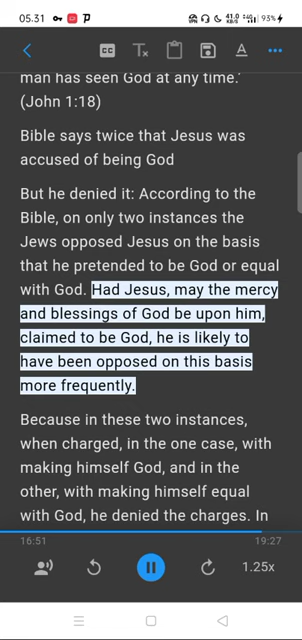 05.31
41.0 KB/S
93%
CC
man has seen God at any time.'
(John 1:18)
Bible says twice that Jesus was
accused of being God
But he denied it: According to the
Bible, on only two instances the
Jews opposed Jesus on the basis
that he pretended to be God or equal
with God. Had Jesus, may the mercy
and blessings of God be upon him,
claimed to be God, he is likely to
have been opposed on this basis
more frequently.
Because in these two instances,
when charged, in the one case, with
making himself God, and in the
other, with making himself equal
with God, he denied the charges. In
16:51
19:27
1.25x